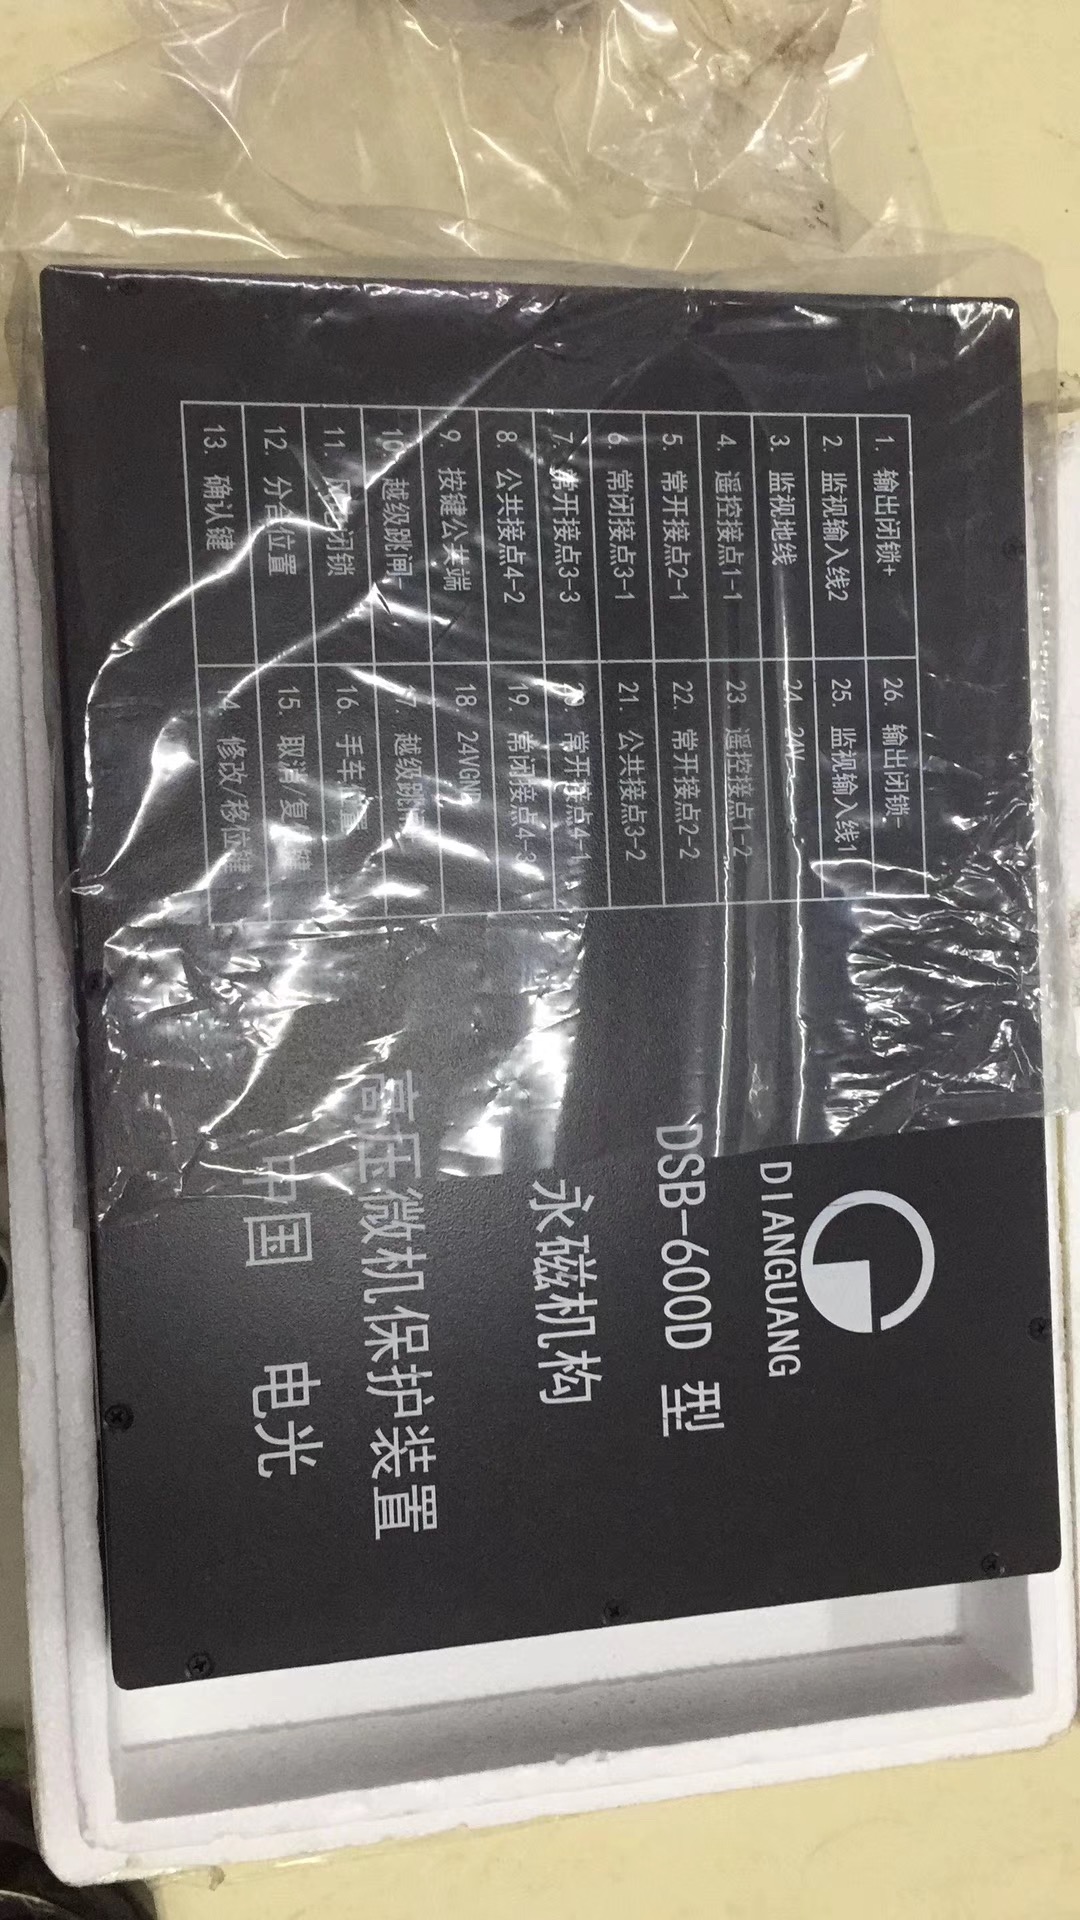 1. 输出闭锁+ 26. 输出闭锁-
2. 监视输入线2 25. 监视输入线1
3. 监视地线 24. 24V
4. 遥控接点1-1 23. 遥控接点1-2
5. 常开接点2-1 22. 常开接点2-2
6. 常闭接点3-1 21. 公共接点3-2
7. 常开接点3-3 20. 常开接点4-1
8. 公共接点4-2 19. 常闭接点4-3
9. 按键公共端 18. 24VGND
10. 越级跳闸- 17. 越级跳闸
11. 闭锁 16. 手车位置
12. 分合位置 15. 取消/复位键
13. 确认键 14. 修改/移位键
DIANGUANG
DSB-600D 型
永磁机构
高压微机保护装置
中国 电光